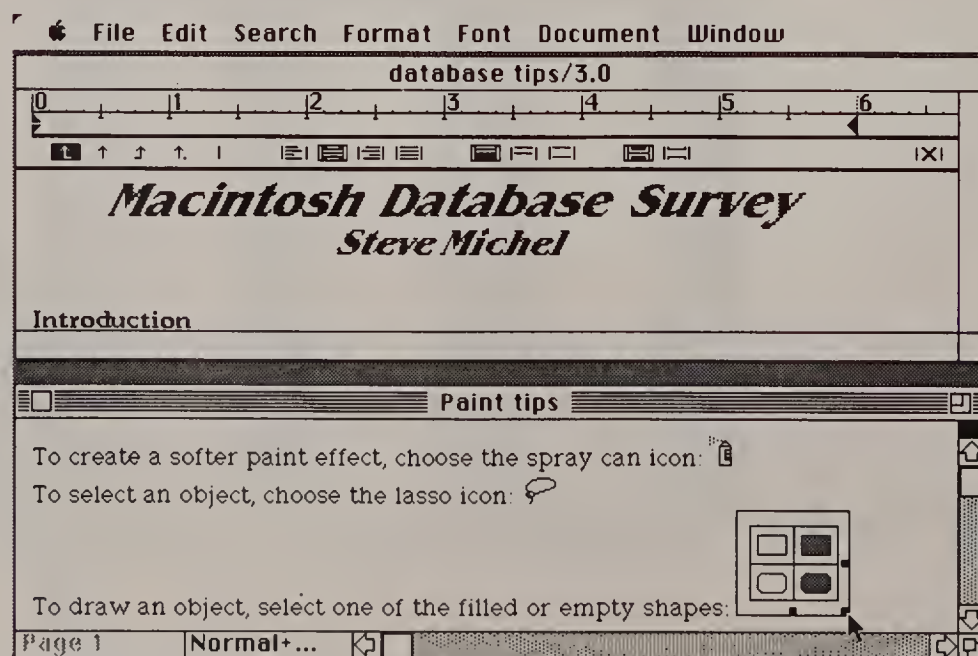 File Edit Search Format Font Document Window
database tips/3.0
0 1 2 3 4 5 6
Macintosh Database Survey
Steve Michel
Introduction
Paint tips
To create a softer paint effect, choose the spray can icon:
To select an object, choose the lasso icon:
To draw an object, select one of the filled or empty shapes:
Page 1 Normal+...